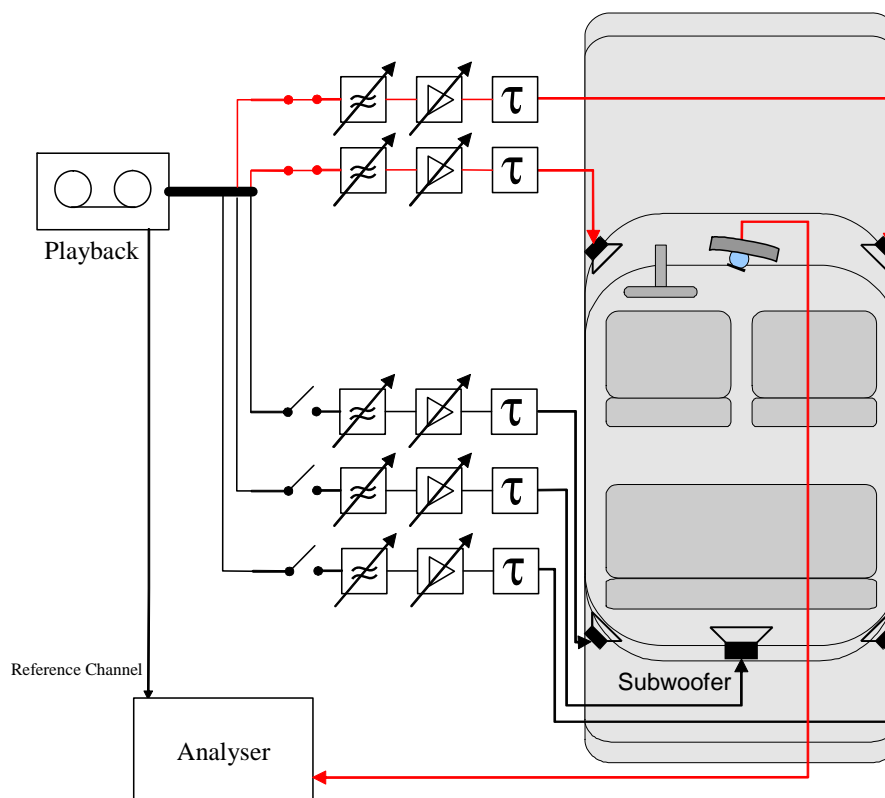 τ
τ
Playback
τ
τ
τ
Reference Channel
Subwoofer
Analyser